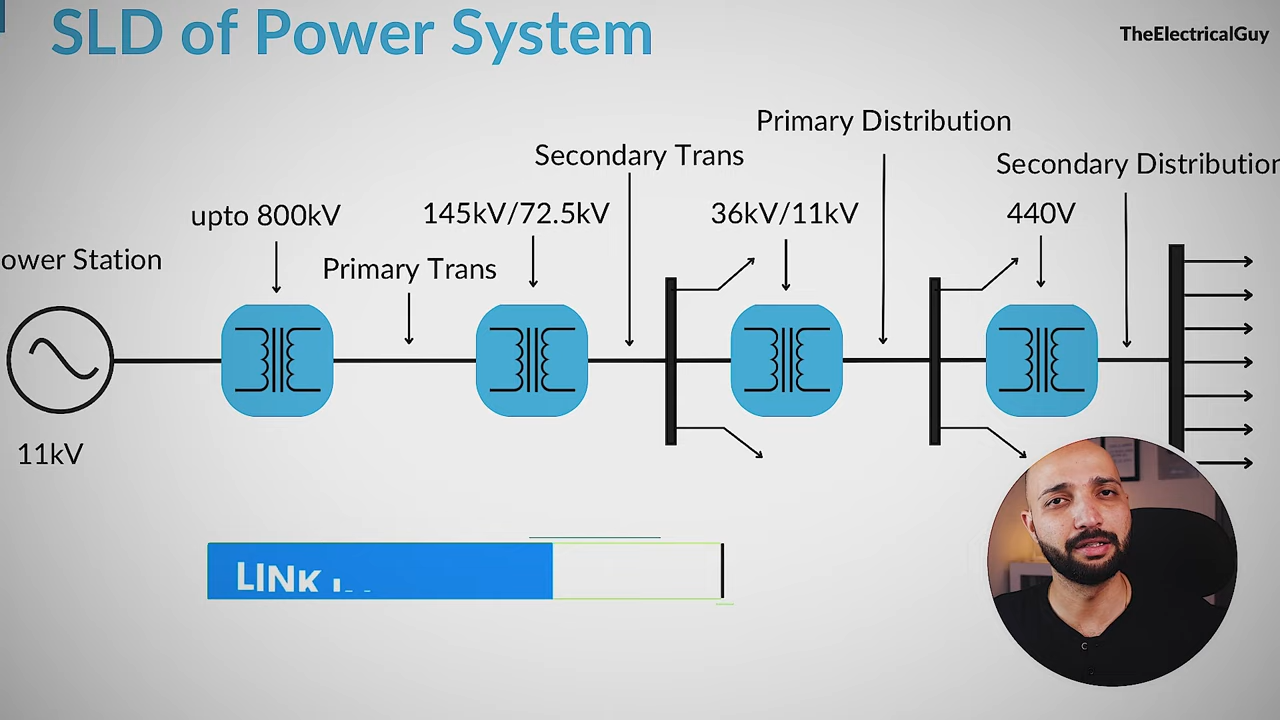 SLD of Power System
TheElectricalGuy
Primary Distribution
Secondary Trans
Secondary Distribution
upto 800kV
145kV/72.5kV
36kV/11kV
440V
ower Station
Primary Trans
11kV
LINK